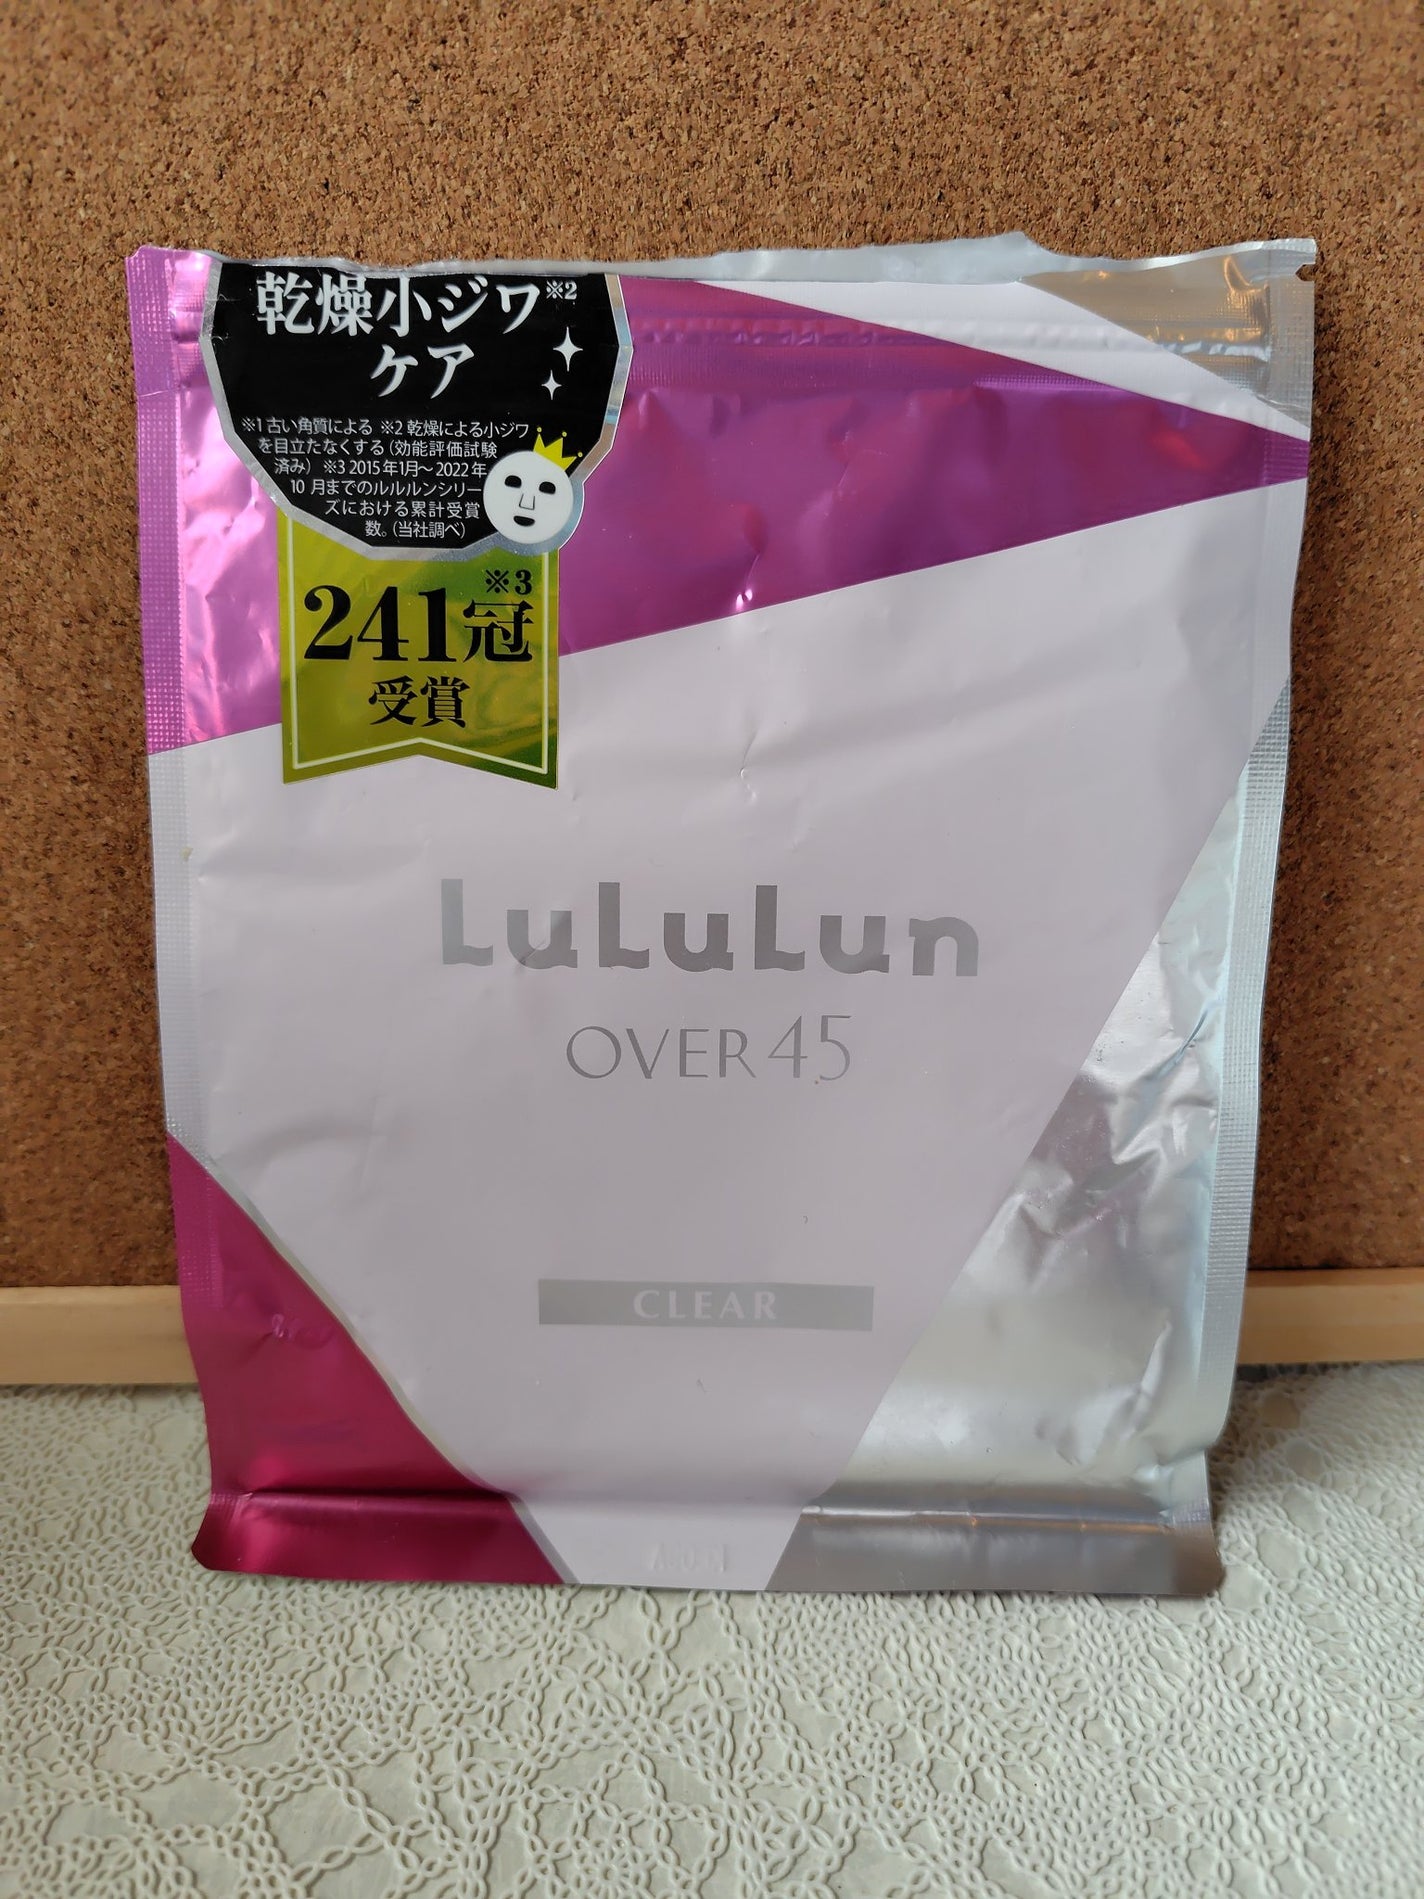 乾燥小ジワ※2
ケア
※1 古い角質による ※2 乾燥による小ジワ
を目立たなくする（効能評価試験
済み） ※3 2015年1月～2022年
10月までのルルルンシリー
ズにおける累計受賞
数。（当社調べ）
※3
241冠
受賞
LuLuLun
OVER 45
CLEAR